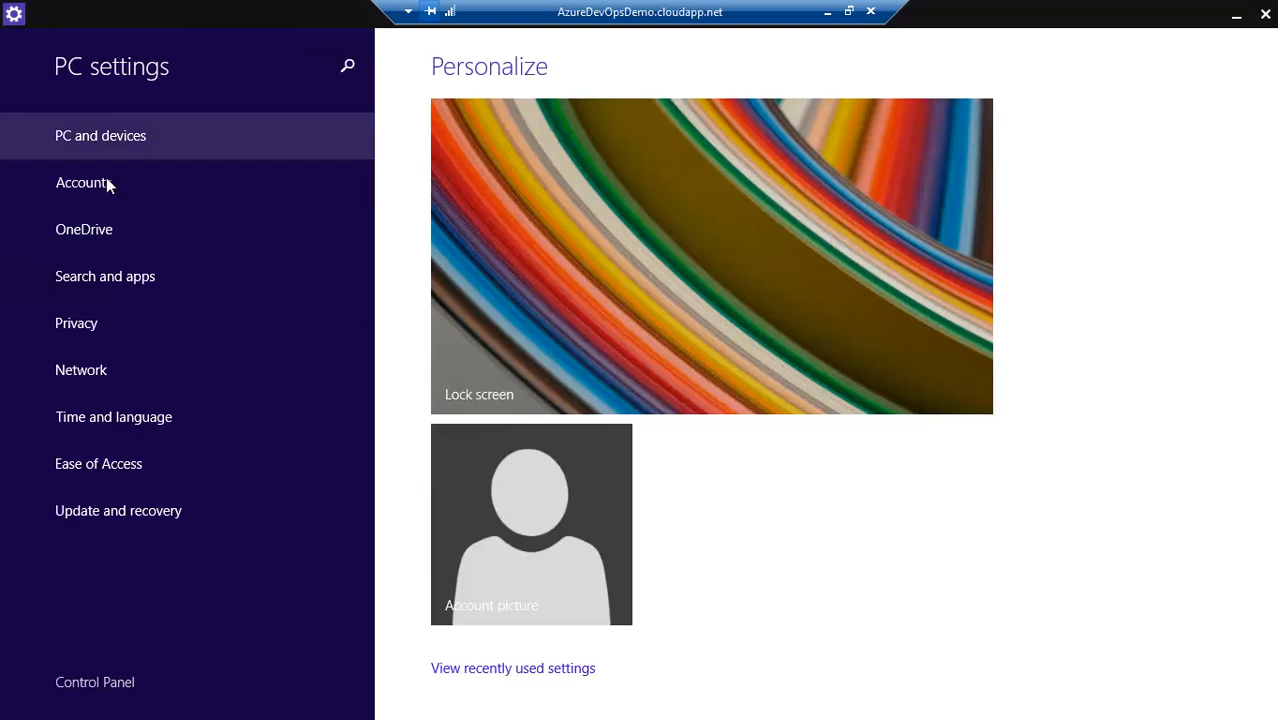 AzureDevOpsDemo.cloudapp.net
PC settings
PC and devices
Accounts
OneDrive
Search and apps
Privacy
Network
Time and language
Ease of Access
Update and recovery
Control Panel
Personalize
Lock screen
Account picture
View recently used settings